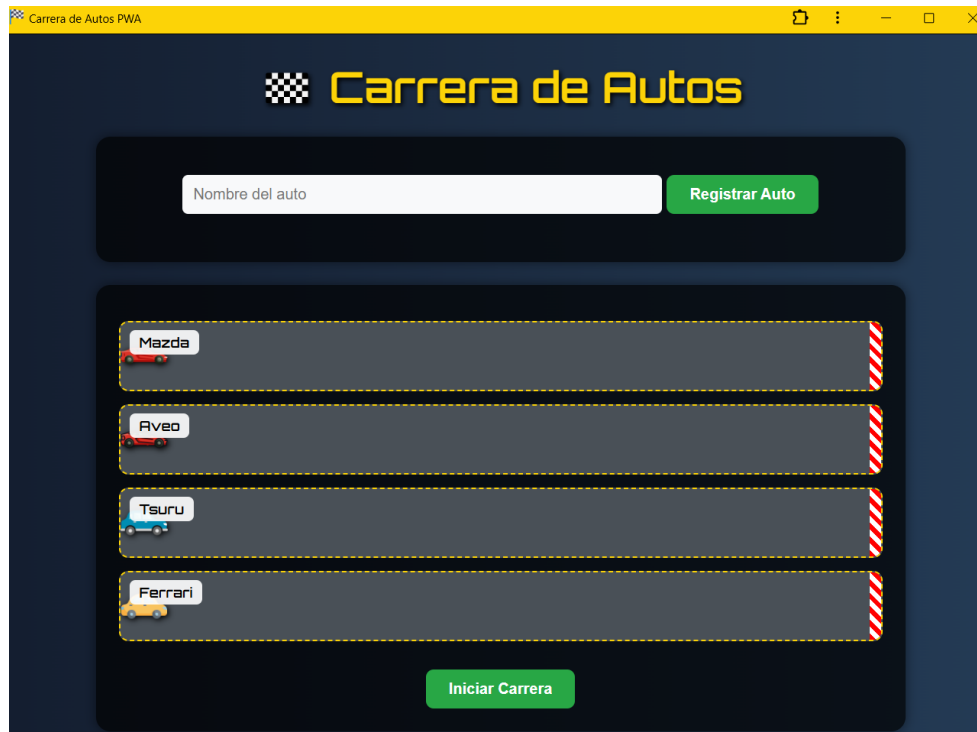 Carrera de Autos PWA
Carrera de Autos
Nombre del auto
Registrar Auto
Mazda
Aveo
Tsuru
Ferrari
Iniciar Carrera